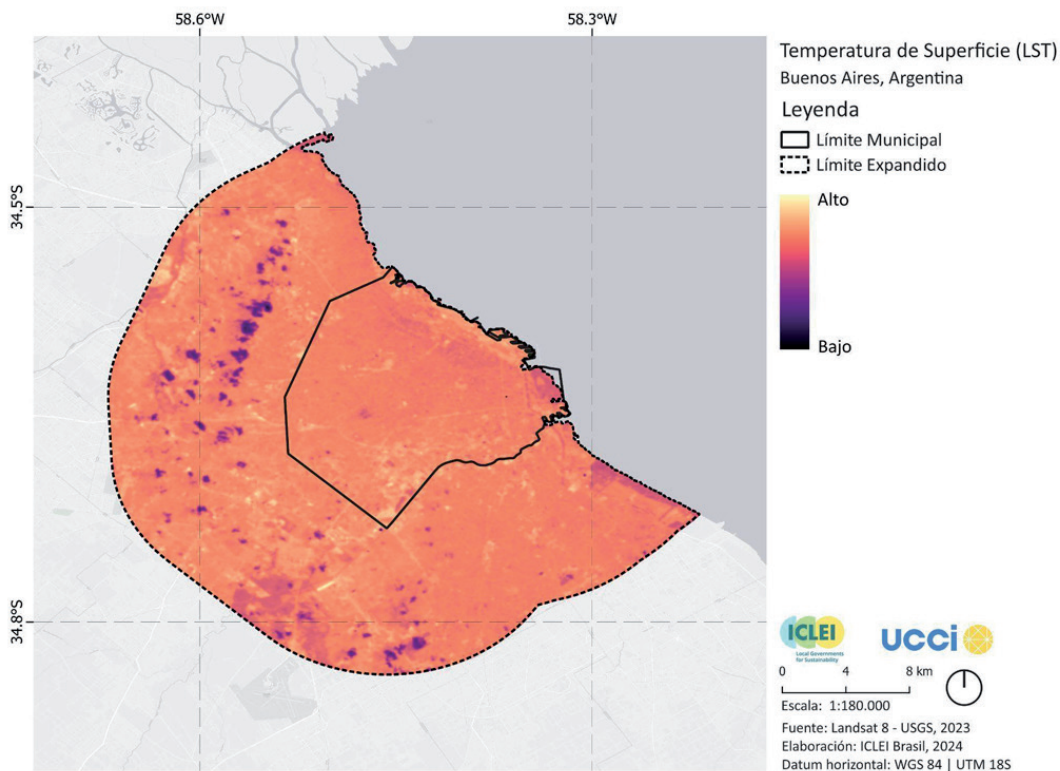 58.6°W
58.3°W
34.5°S
34.8°S
Temperatura de Superficie (LST)
Buenos Aires, Argentina
Leyenda
Límite Municipal
Límite Expandido
Alto
Bajo
ICLEI
Local Governments
for Sustainability
UCCI
0 4 8 km
Escala: 1:180.000
Fuente: Landsat 8 - USGS, 2023
Elaboración: ICLEI Brasil, 2024
Datum horizontal: WGS 84 | UTM 18S